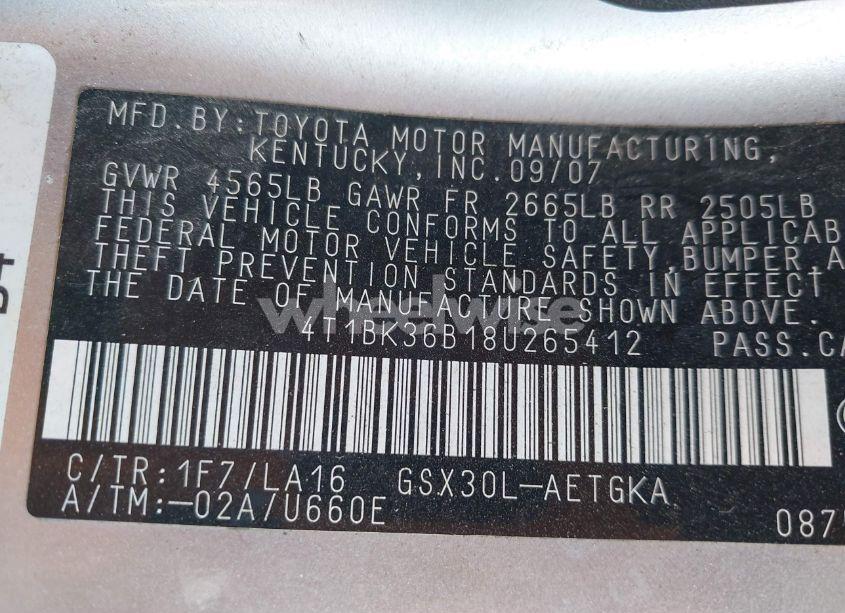 MFD.BY:TOYOTA MOTOR MANUFACTURING,
KENTUCKY,INC.09/07
GVWR 4565LB GAWR FR 2665LB RR 2505LB
THIS VEHICLE CONFORMS TO ALL APPLICAB
FEDERAL MOTOR VEHICLE SAFETY,BUMPER A
THEFT PREVENTION STANDARDS IN EFFECT
THE DATE OF MANUFACTURE SHOWN ABOVE.
wheelwise
4T1BK36B18U265412 PASS.CA
C/TR:1F7/LA16 GSX30L-AETGKA
A/TM:-02A/U660E
087